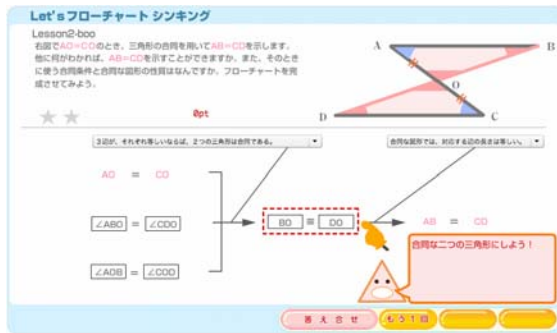 Let'sフローチャート シンキング
Lesson2-boo
右図でAO=COのとき、三角形の合同を用いてAB=CDを示します。
他に何がわかれば、AB=CDを示すことができますか。また、そのとき
に使う合同条件と合同な図形の性質はなんですか。フローチャートを完
成させてみよう。
A
B
O
D
C
0pt
3辺が、それぞれ等しいならば、2つの三角形は合同である。
合同な図形では、対応する辺の長さは等しい。
AO = CO
∠ABO = ∠CDO
∠AOB = ∠COD
BO ≡ DO
AB = CD
合同な二つの三角形にしよう!
答え合せ
もう1回